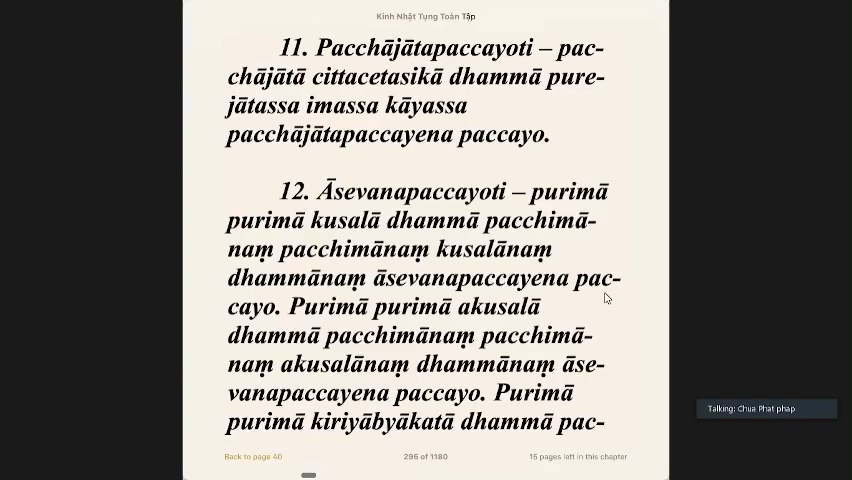 Kinh Nhật Tụng Toàn Tập
11. Pacchājātapaccayoti – pac-
chājātā cittacetasikā dhammā pure-
jātassa imassa kāyassa
pacchājātapaccayena paccayo.
12. Āsevanapaccayoti – purimā
purimā kusalā dhammā pacchimā-
naṃ pacchimānaṃ kusalānaṃ
dhammānaṃ āsevanapaccayena pac-
cayo. Purimā purimā akusalā
dhammā pacchimānaṃ pacchimā-
naṃ akusalānaṃ dhammānaṃ āse-
vanapaccayena paccayo. Purimā
purimā kiriyābyākatā dhammā pac-
Talking: Chua Phat phap
Back to page 40
295 of 1180
15 pages left in this chapter